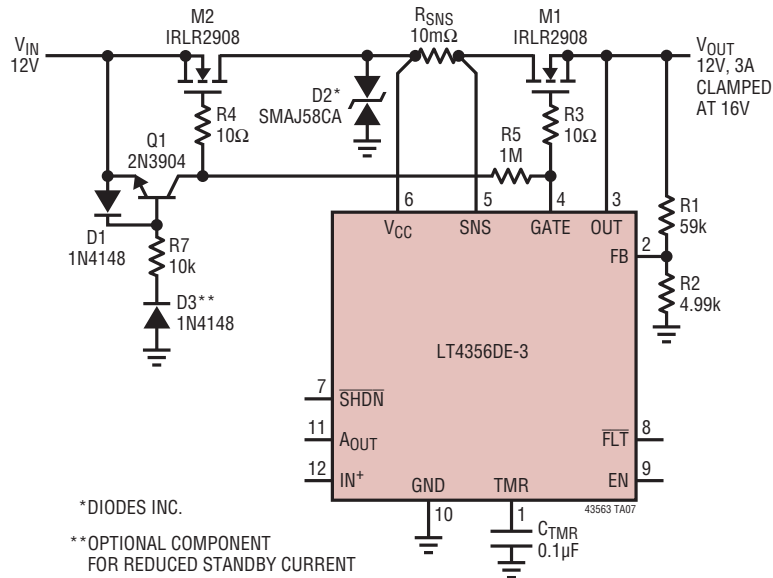 M2
IRLR2908
RSNS
10mΩ
M1
IRLR2908
VIN
12V
VOUT
12V, 3A
CLAMPED
AT 16V
D2*
SMAJ58CA
R4
10Ω
R3
10Ω
Q1
2N3904
R5
1M
D1
1N4148
R7
10k
D3**
1N4148
R1
59k
R2
4.99k
6
5
4
3
VCC
SNS
GATE
OUT
FB
2
LT4356DE-3
7
SHDN
11
AOUT
12
IN+
8
FLT
9
EN
GND
TMR
10
1
43563 TA07
CTMR
0.1μF
*DIODES INC.
**OPTIONAL COMPONENT
FOR REDUCED STANDBY CURRENT